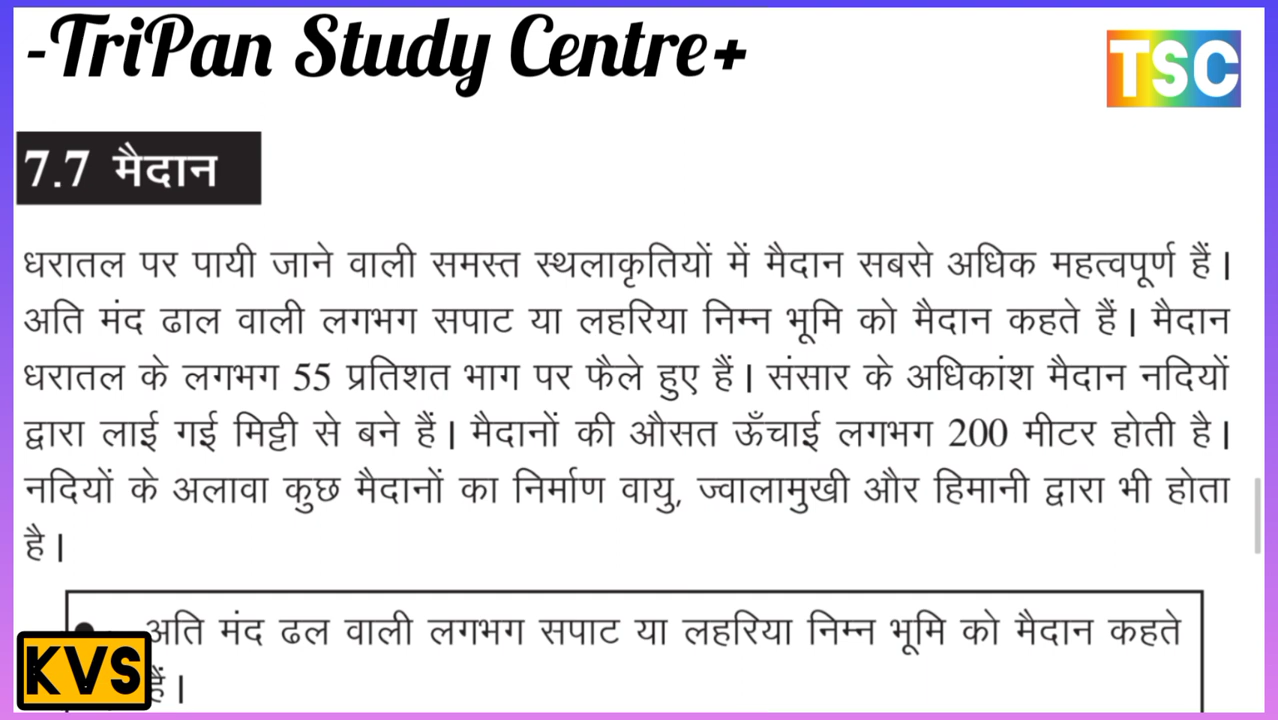 -TriPan Study Centre+
TSC
7.7 मैदान
धरातल पर पायी जाने वाली समस्त स्थलाकृतियों में मैदान सबसे अधिक महत्वपूर्ण हैं।
अति मंद ढाल वाली लगभग सपाट या लहरिया निम्न भूमि को मैदान कहते हैं। मैदान
धरातल के लगभग 55 प्रतिशत भाग पर फैले हुए हैं। संसार के अधिकांश मैदान नदियों
द्वारा लाई गई मिट्टी से बने हैं। मैदानों की औसत ऊँचाई लगभग 200 मीटर होती है।
नदियों के अलावा कुछ मैदानों का निर्माण वायु, ज्वालामुखी और हिमानी द्वारा भी होता
है।
• अति मंद ढल वाली लगभग सपाट या लहरिया निम्न भूमि को मैदान कहते
हैं।
KVS